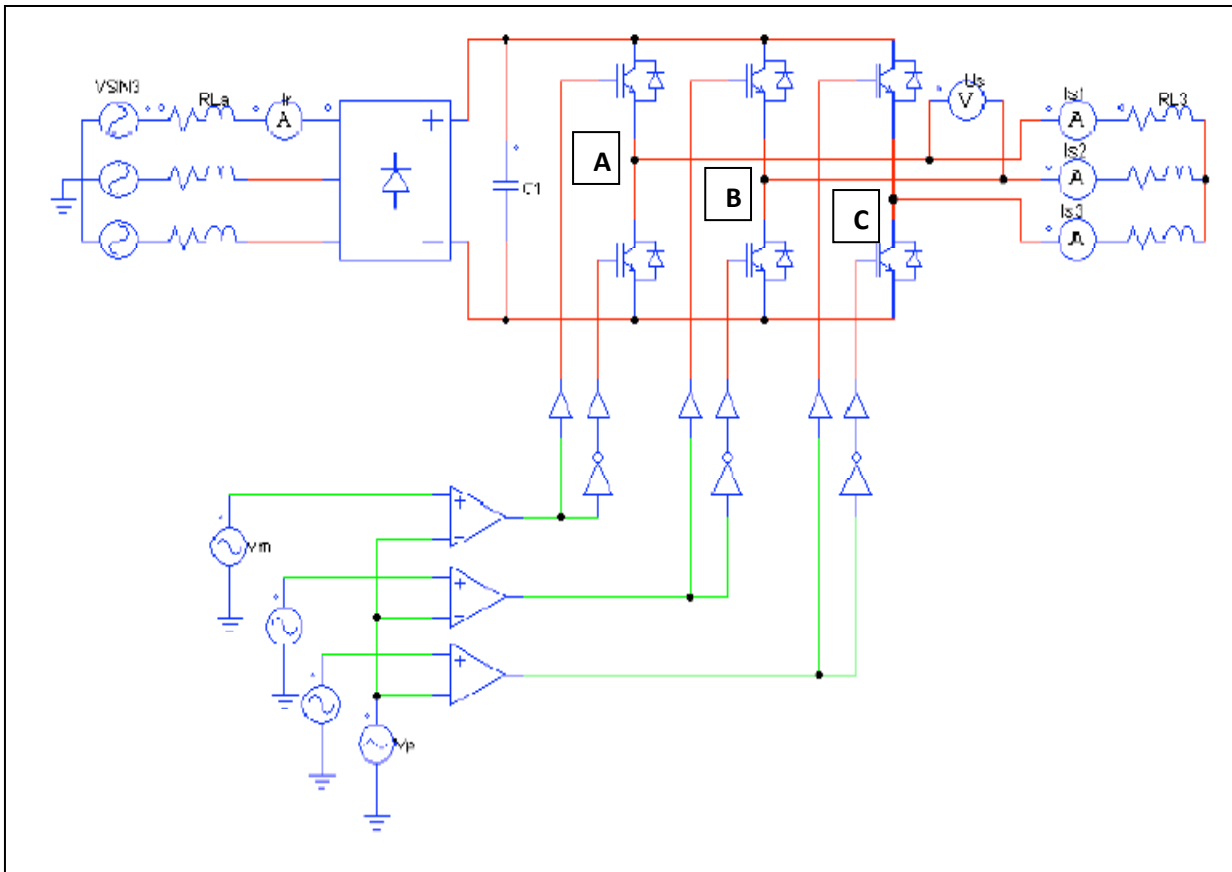 VSIN3
RLa
Ir
A
+
−
C1
A
B
C
Us
V
Is1
A
RL3
Is2
A
Is3
A
Vm
+
−
+
−
+
−
Vp